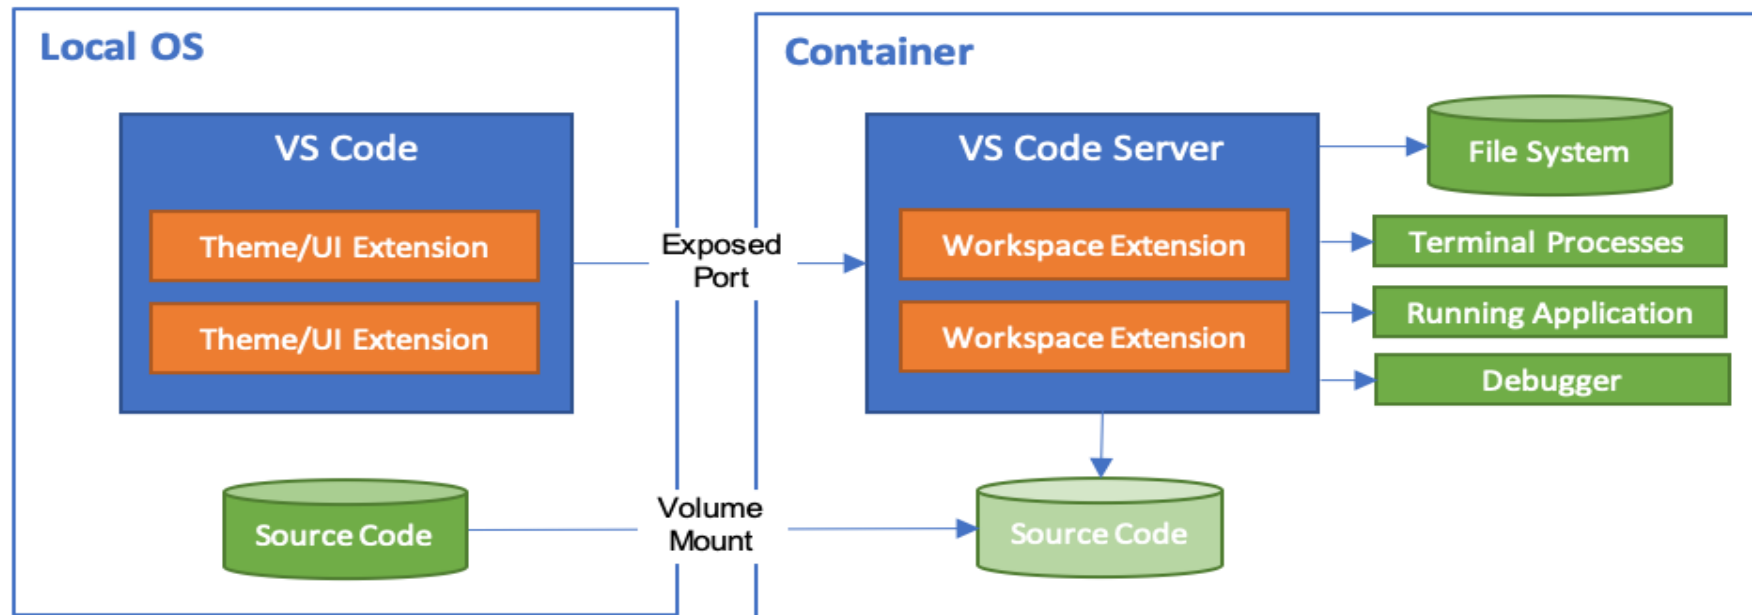 Local OS
VS Code
Theme/UI Extension
Theme/UI Extension
Source Code
Exposed
Port
Volume
Mount
Container
VS Code Server
Workspace Extension
Workspace Extension
Source Code
File System
Terminal Processes
Running Application
Debugger